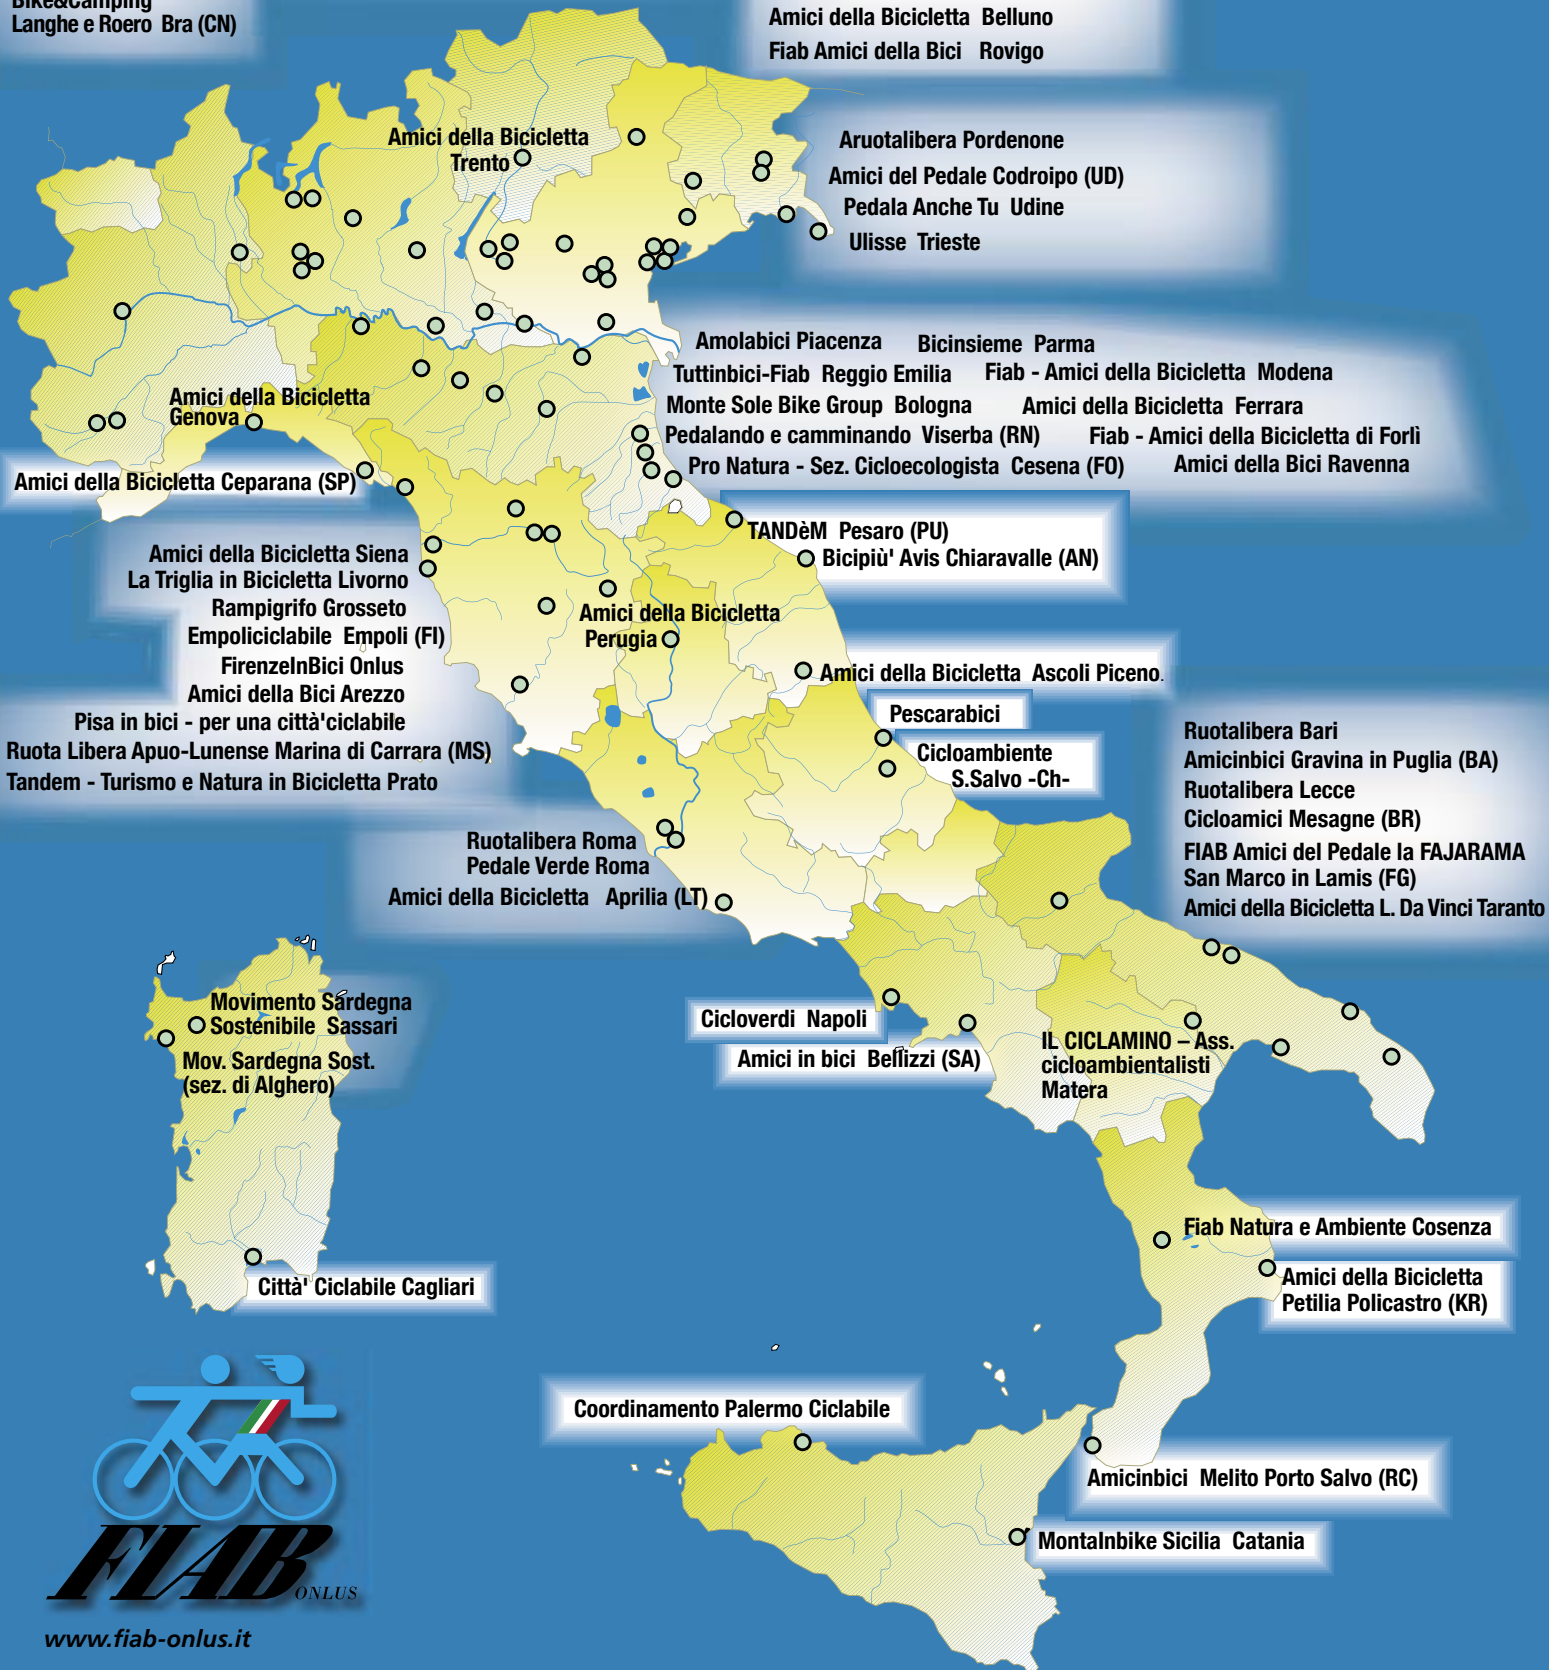 Bike&Camping
Langhe e Roero Bra (CN)
Amici della Bicicletta Belluno
Fiab Amici della Bici Rovigo
Amici della Bicicletta
Trento
Aruotalibera Pordenone
Amici del Pedale Codroipo (UD)
Pedala Anche Tu Udine
Ulisse Trieste
Amolabici Piacenza Bicinsieme Parma
Tuttinbici-Fiab Reggio Emilia Fiab - Amici della Bicicletta Modena
Monte Sole Bike Group Bologna Amici della Bicicletta Ferrara
Pedalando e camminando Viserba (RN) Fiab - Amici della Bicicletta di Forlì
Pro Natura - Sez. Cicloecologista Cesena (FO) Amici della Bici Ravenna
Amici della Bicicletta
Genova
Amici della Bicicletta Ceparana (SP)
TANDèM Pesaro (PU)
Bicipiù' Avis Chiaravalle (AN)
Amici della Bicicletta Siena
La Triglia in Bicicletta Livorno
Rampigrifo Grosseto
Empoliciclabile Empoli (FI)
FirenzeInBici Onlus
Amici della Bici Arezzo
Pisa in bici - per una città'ciclabile
Ruota Libera Apuo-Lunense Marina di Carrara (MS)
Tandem - Turismo e Natura in Bicicletta Prato
Amici della Bicicletta
Perugia
Amici della Bicicletta Ascoli Piceno.
Pescarabici
Cicloambiente
S.Salvo -Ch-
Ruotalibera Bari
Amicinbici Gravina in Puglia (BA)
Ruotalibera Lecce
Cicloamici Mesagne (BR)
FIAB Amici del Pedale la FAJARAMA
San Marco in Lamis (FG)
Amici della Bicicletta L. Da Vinci Taranto
Ruotalibera Roma
Pedale Verde Roma
Amici della Bicicletta Aprilia (LT)
Movimento Sardegna
Sostenibile Sassari
Mov. Sardegna Sost.
(sez. di Alghero)
Cicloverdi Napoli
Amici in bici Bellizzi (SA)
IL CICLAMINO – Ass.
cicloambientalisti
Matera
Fiab Natura e Ambiente Cosenza
Amici della Bicicletta
Petilia Policastro (KR)
Città' Ciclabile Cagliari
Coordinamento Palermo Ciclabile
Amicinbici Melito Porto Salvo (RC)
MontaInbike Sicilia Catania
FIAB
ONLUS
www.fiab-onlus.it